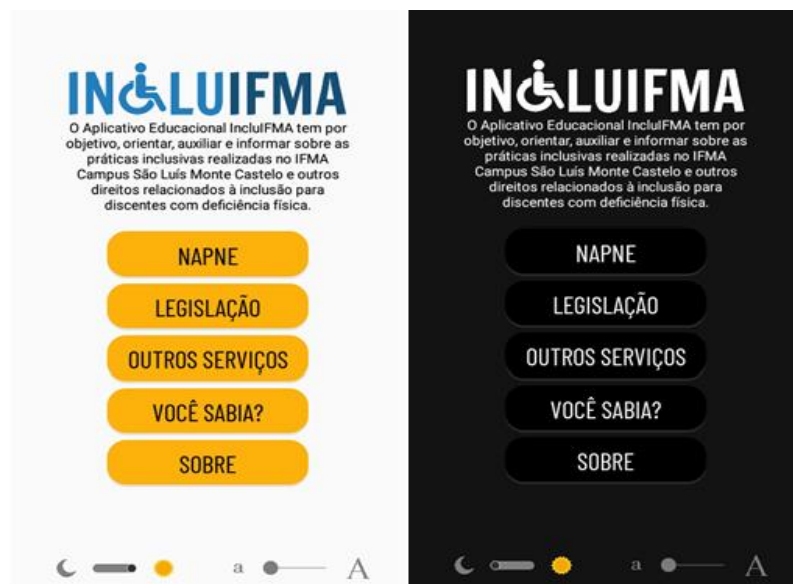 INCLUIFMA
O Aplicativo Educacional IncluIFMA tem por
objetivo, orientar, auxiliar e informar sobre as
práticas inclusivas realizadas no IFMA
Campus São Luís Monte Castelo e outros
direitos relacionados à inclusão para
discentes com deficiência física.
NAPNE
LEGISLAÇÃO
OUTROS SERVIÇOS
VOCÊ SABIA?
SOBRE
a A
INCLUIFMA
O Aplicativo Educacional IncluIFMA tem por
objetivo, orientar, auxiliar e informar sobre as
práticas inclusivas realizadas no IFMA
Campus São Luís Monte Castelo e outros
direitos relacionados à inclusão para
discentes com deficiência física.
NAPNE
LEGISLAÇÃO
OUTROS SERVIÇOS
VOCÊ SABIA?
SOBRE
a A